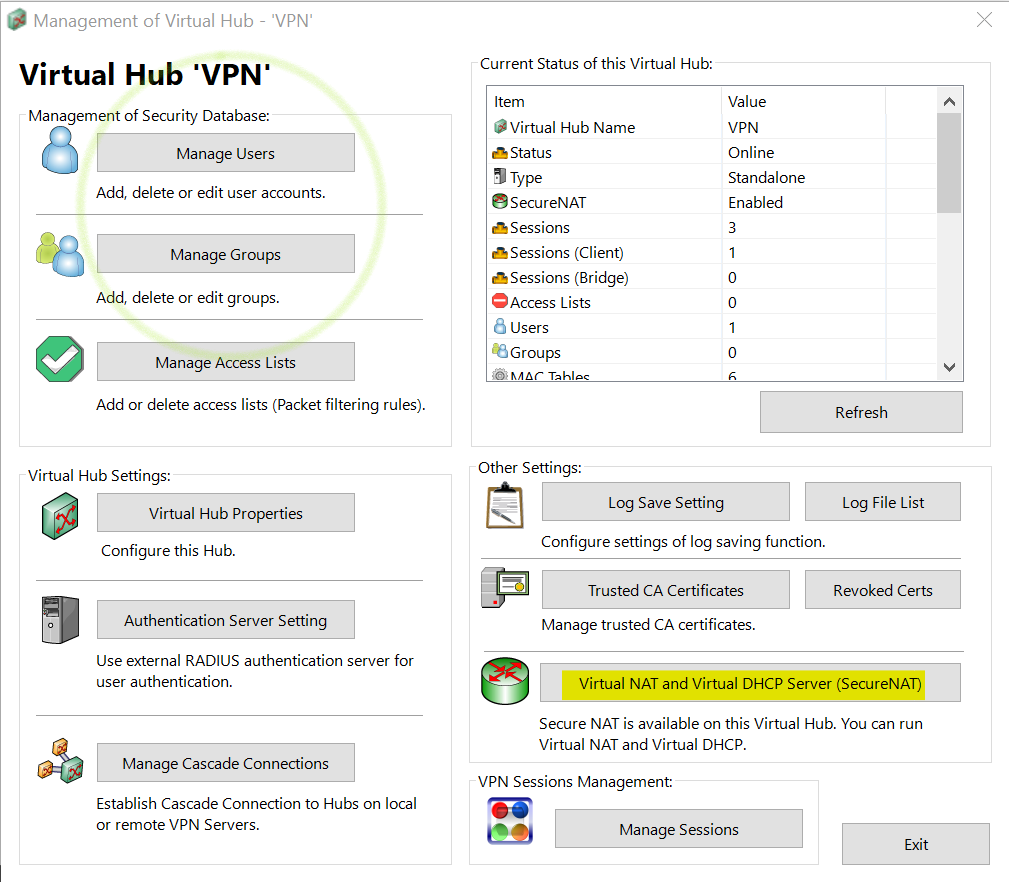 Management of Virtual Hub - 'VPN'
Virtual Hub 'VPN'
Management of Security Database:
Manage Users
Add, delete or edit user accounts.
Manage Groups
Add, delete or edit groups.
Manage Access Lists
Add or delete access lists (Packet filtering rules).
Current Status of this Virtual Hub:
Item Value
Virtual Hub Name VPN
Status Online
Type Standalone
SecureNAT Enabled
Sessions 3
Sessions (Client) 1
Sessions (Bridge) 0
Access Lists 0
Users 1
Groups 0
MAC Tables 6
Refresh
Virtual Hub Settings:
Virtual Hub Properties
Configure this Hub.
Authentication Server Setting
Use external RADIUS authentication server for
user authentication.
Manage Cascade Connections
Establish Cascade Connection to Hubs on local
or remote VPN Servers.
Other Settings:
Log Save Setting Log File List
Configure settings of log saving function.
Trusted CA Certificates Revoked Certs
Manage trusted CA certificates.
Virtual NAT and Virtual DHCP Server (SecureNAT)
Secure NAT is available on this Virtual Hub. You can run
Virtual NAT and Virtual DHCP.
VPN Sessions Management:
Manage Sessions
Exit